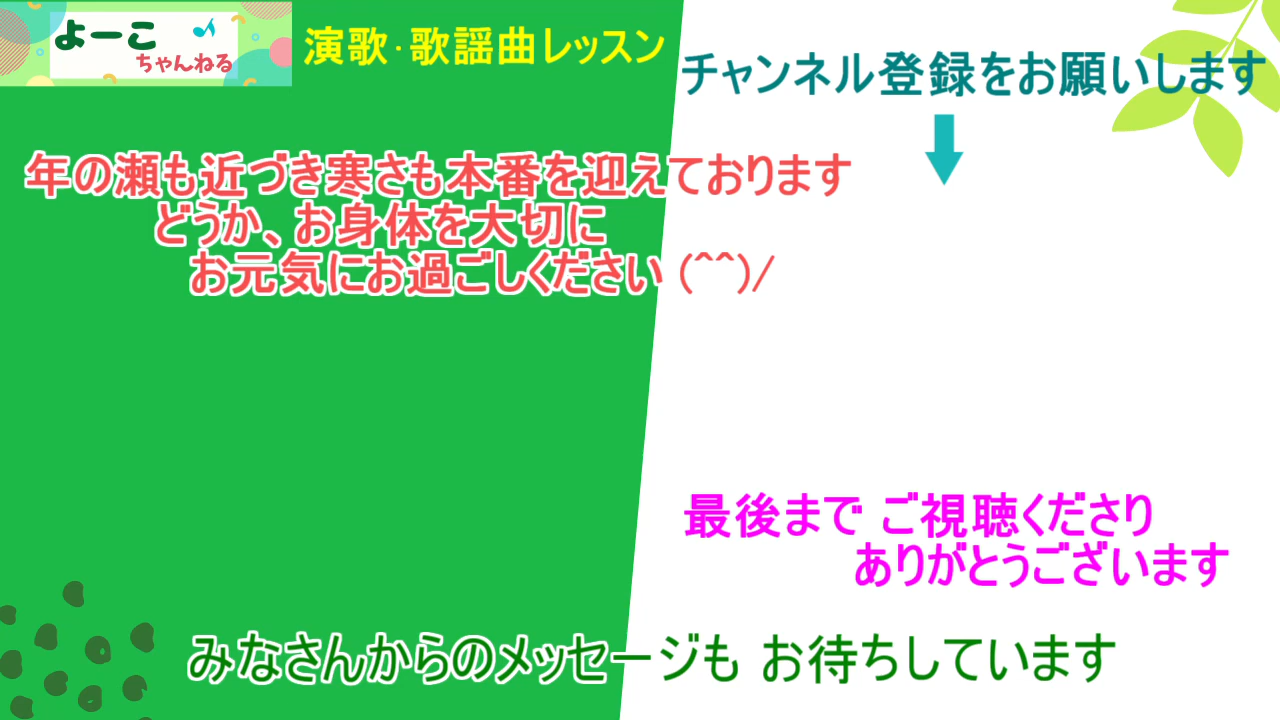 よーこ
ちゃんねる
演歌・歌謡曲レッスン
チャンネル登録をお願いします
年の瀬も近づき寒さも本番を迎えております
どうか、お身体を大切に
お元気にお過ごしください (^^)/
最後まで ご視聴くださり
ありがとうございます
みなさんからのメッセージも お待ちしています